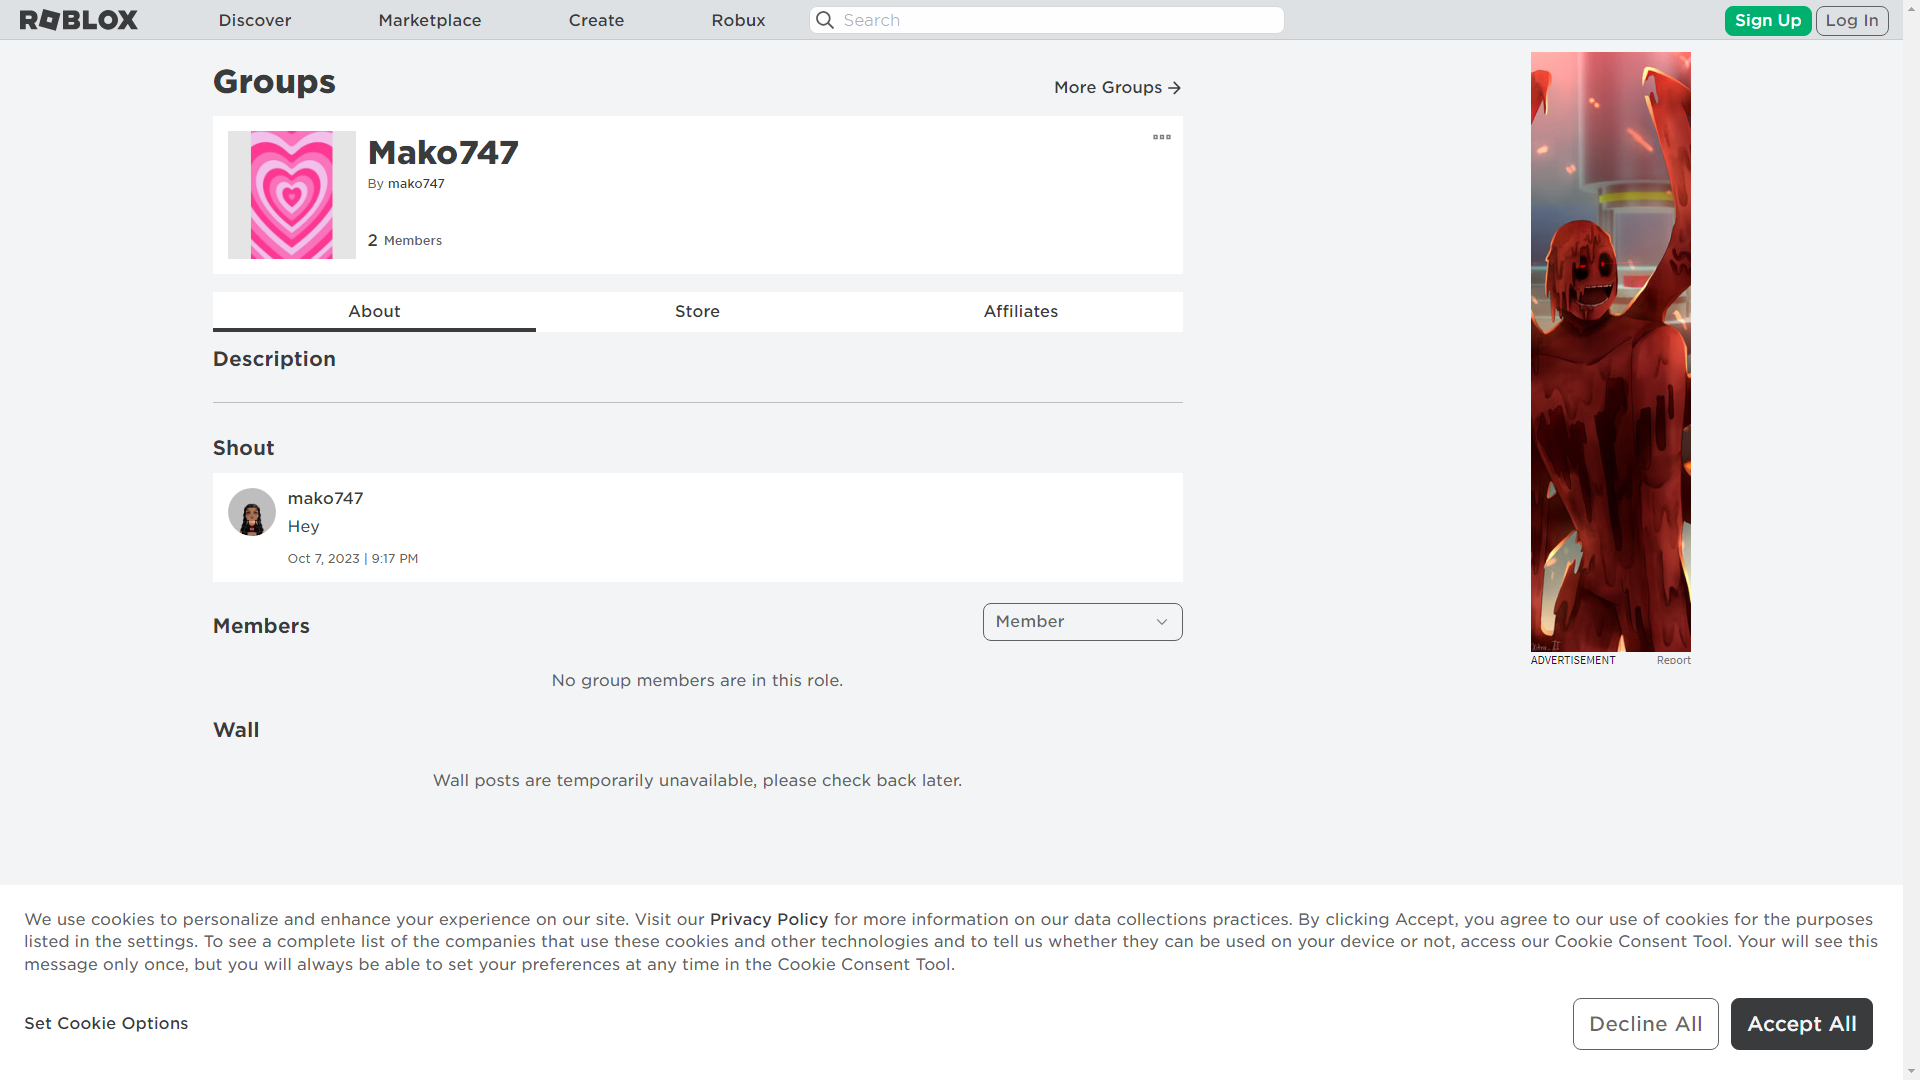 ROBLOX
Discover
Marketplace
Create
Robux
Search
Sign Up
Log In
Groups
More Groups
Mako747
By mako747
2 Members
About
Store
Affiliates
Description
Shout
mako747
Hey
Oct 7, 2023 | 9:17 PM
Members
Member
No group members are in this role.
Wall
Wall posts are temporarily unavailable, please check back later.
ADVERTISEMENT
Report
We use cookies to personalize and enhance your experience on our site. Visit our Privacy Policy for more information on our data collections practices. By clicking Accept, you agree to our use of cookies for the purposes
listed in the settings. To see a complete list of the companies that use these cookies and other technologies and to tell us whether they can be used on your device or not, access our Cookie Consent Tool. Your will see this
message only once, but you will always be able to set your preferences at any time in the Cookie Consent Tool.
Set Cookie Options
Decline All
Accept All